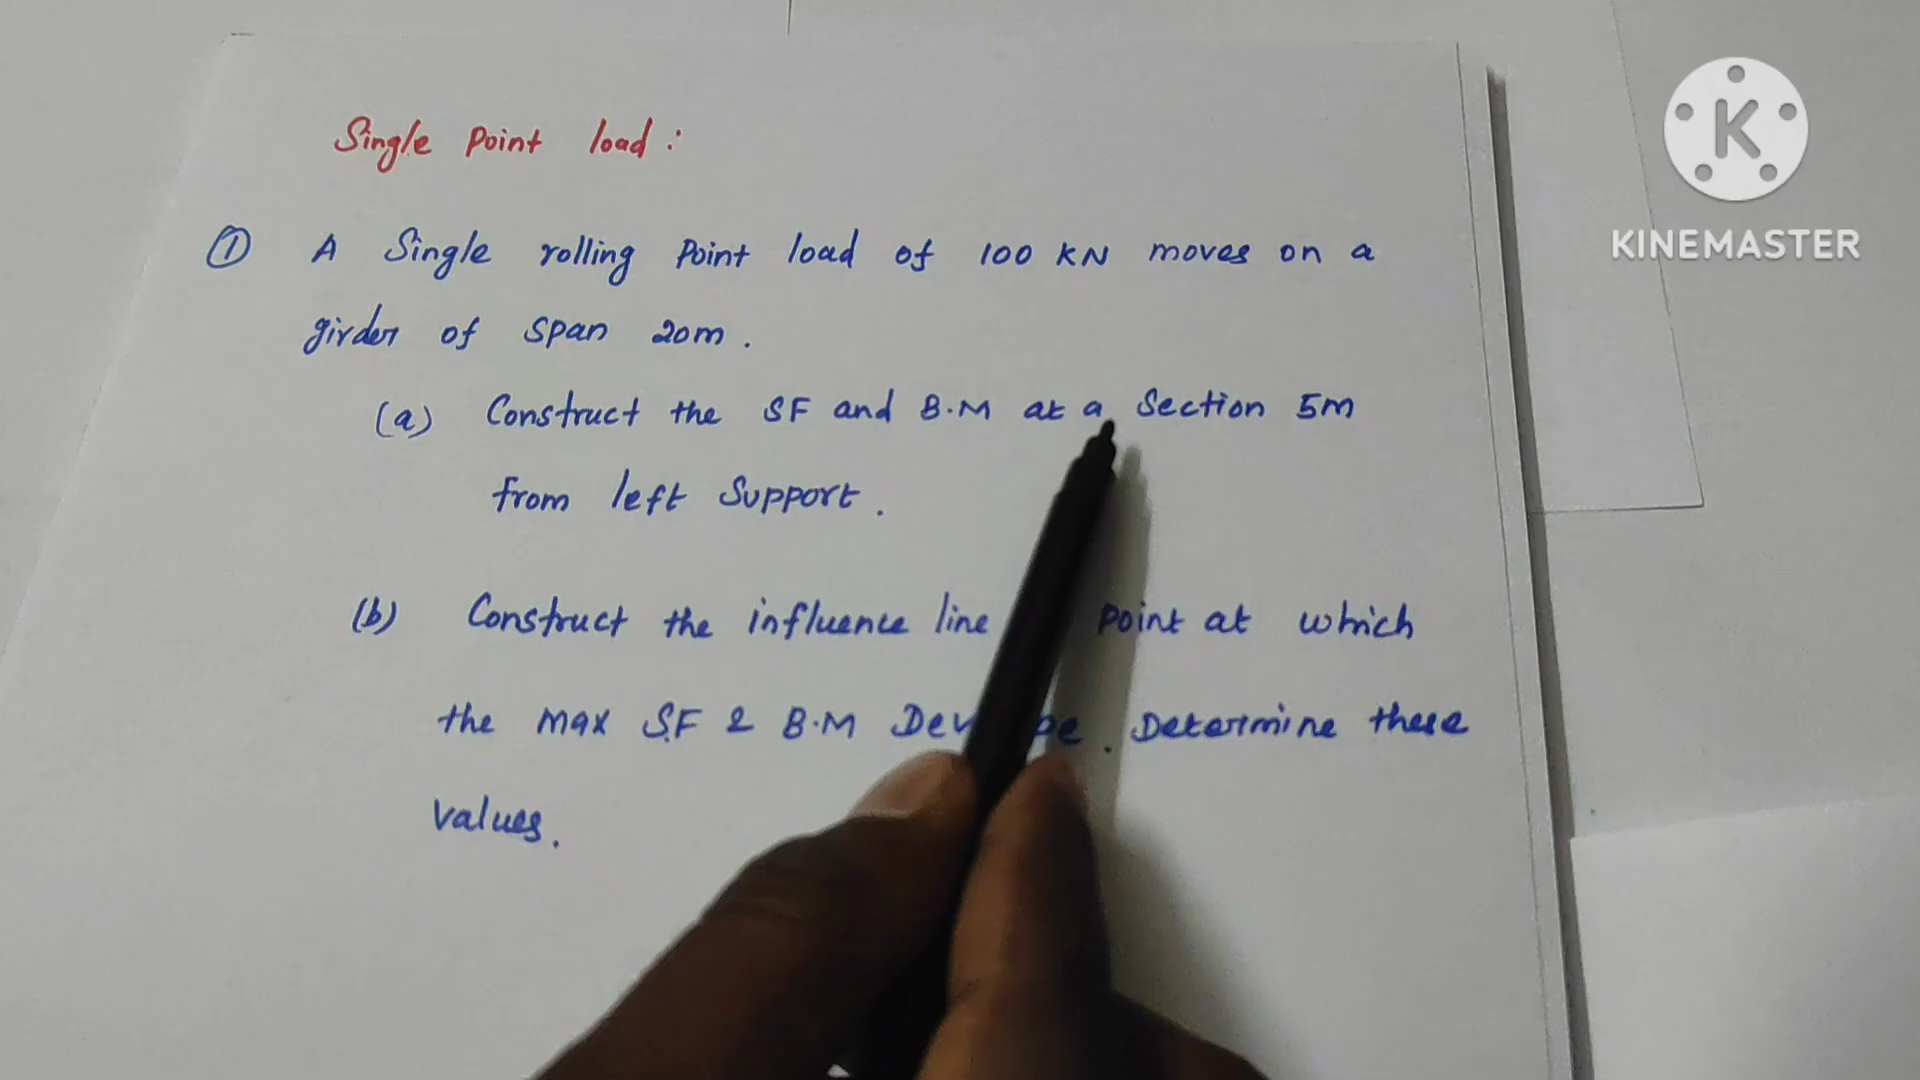 Single Point load :
① A Single rolling Point load of 100 KN moves on a
girder of span 20m .
(a) Construct the SF and B.M at a Section 5m
from left Support .
(b) Construct the influence line point at which
the max S.F & B.M . Determine these
values.
K
KINEMASTER